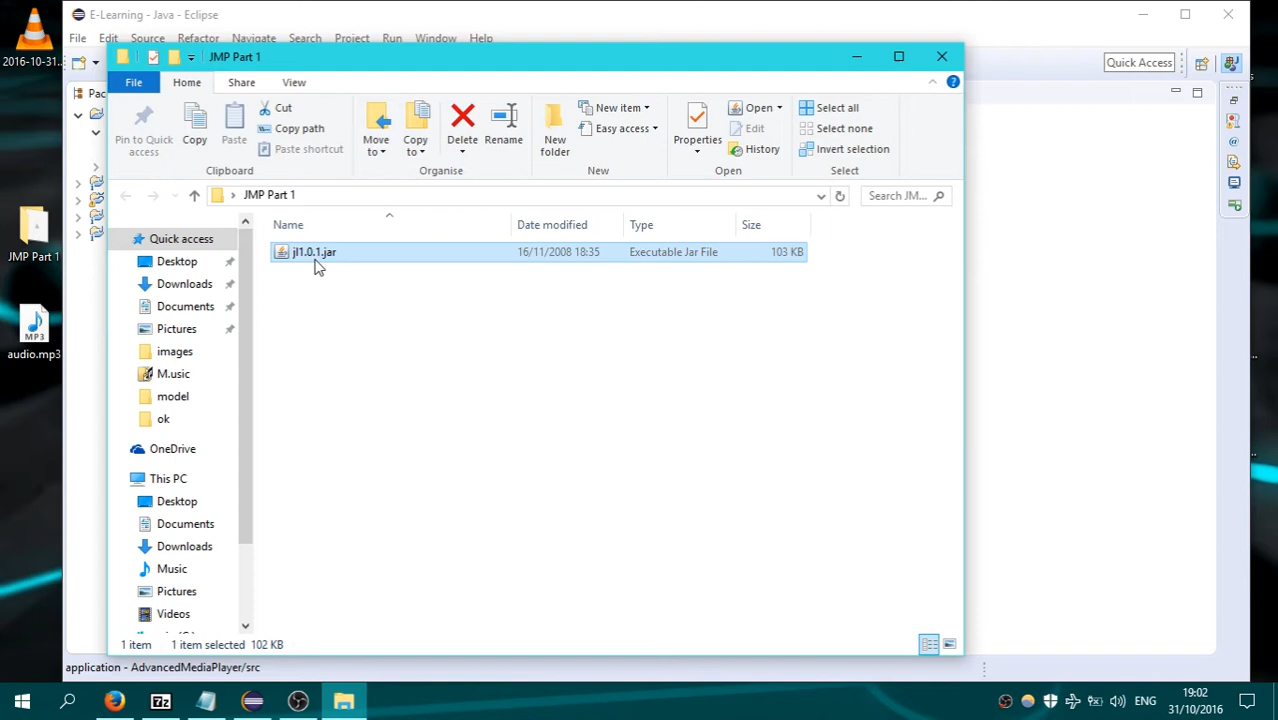 E-Learning - Java - Eclipse
File Edit Source Refactor Navigate Search Project Run Window Help
Quick Access
Pac
2016-10-31..
JMP Part 1
audio.mp3
JMP Part 1
File Home Share View
Pin to Quick access
Copy
Paste
Cut
Copy path
Paste shortcut
Clipboard
Move to
Copy to
Delete
Rename
Organise
New folder
New item
Easy access
New
Properties
Open
Edit
History
Open
Select all
Select none
Invert selection
Select
JMP Part 1
Search JM...
Name Date modified Type Size
jl1.0.1.jar 16/11/2008 18:35 Executable Jar File 103 KB
Quick access
Desktop
Downloads
Documents
Pictures
images
M.usic
model
ok
OneDrive
This PC
Desktop
Documents
Downloads
Music
Pictures
Videos
1 item 1 item selected 102 KB
application - AdvancedMediaPlayer/src
7z
ENG
19:02
31/10/2016